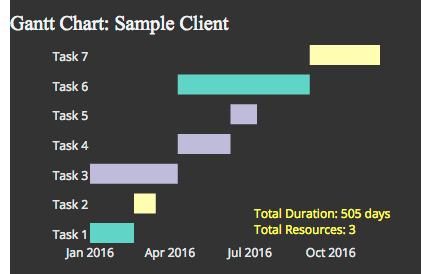 Gantt Chart: Sample Client
Task 7
Task 6
Task 5
Task 4
Task 3
Task 2
Total Duration: 505 days
Total Resources: 3
Task 1
Jan 2016 Apr 2016 Jul 2016 Oct 2016